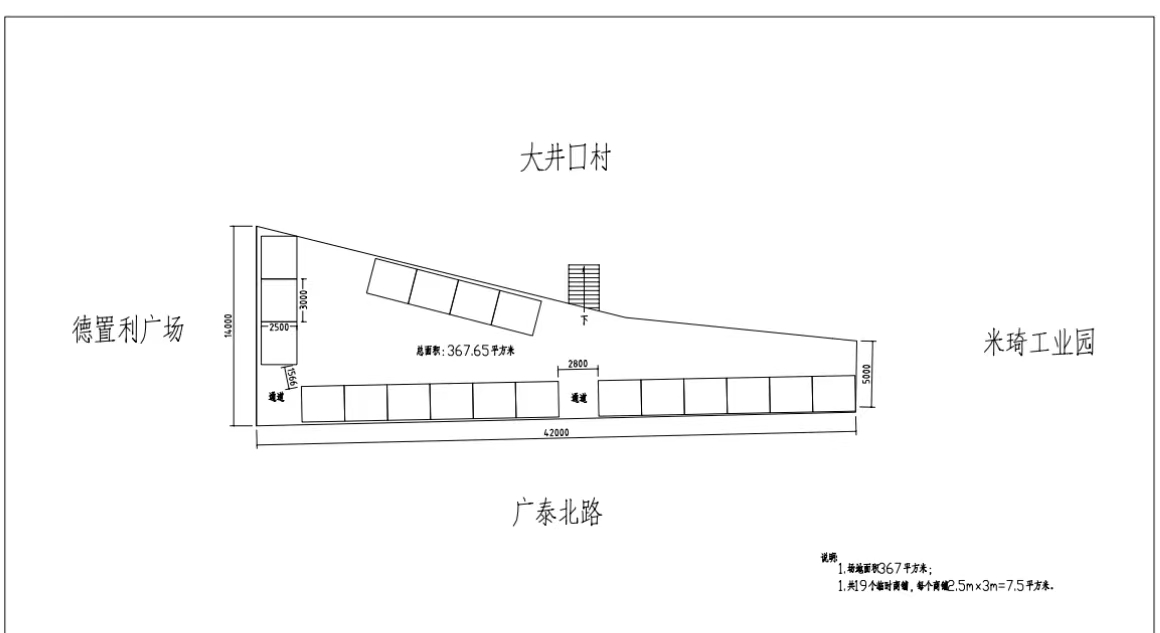 大井口村
德置利广场
14000
3000
2500
1566
通道
总面积：367.65平方米
下
2800
通道
5000
米琦工业园
42000
广泰北路
说明：
1.场地面积367平方米；
1.共19个临时商铺，每个商铺2.5m×3m=7.5平方米。